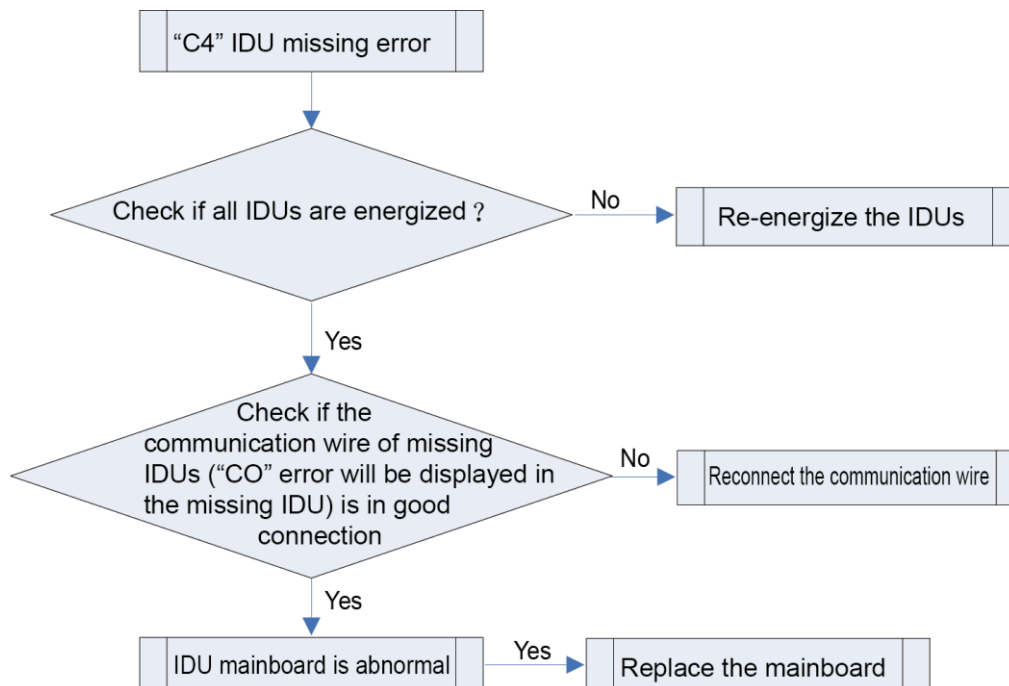 “C4” IDU missing error
Check if all IDUs are energized ?
No
Re-energize the IDUs
Yes
Check if the
communication wire of missing
IDUs (“CO” error will be displayed in
the missing IDU) is in good
connection
No
Reconnect the communication wire
Yes
IDU mainboard is abnormal
Yes
Replace the mainboard